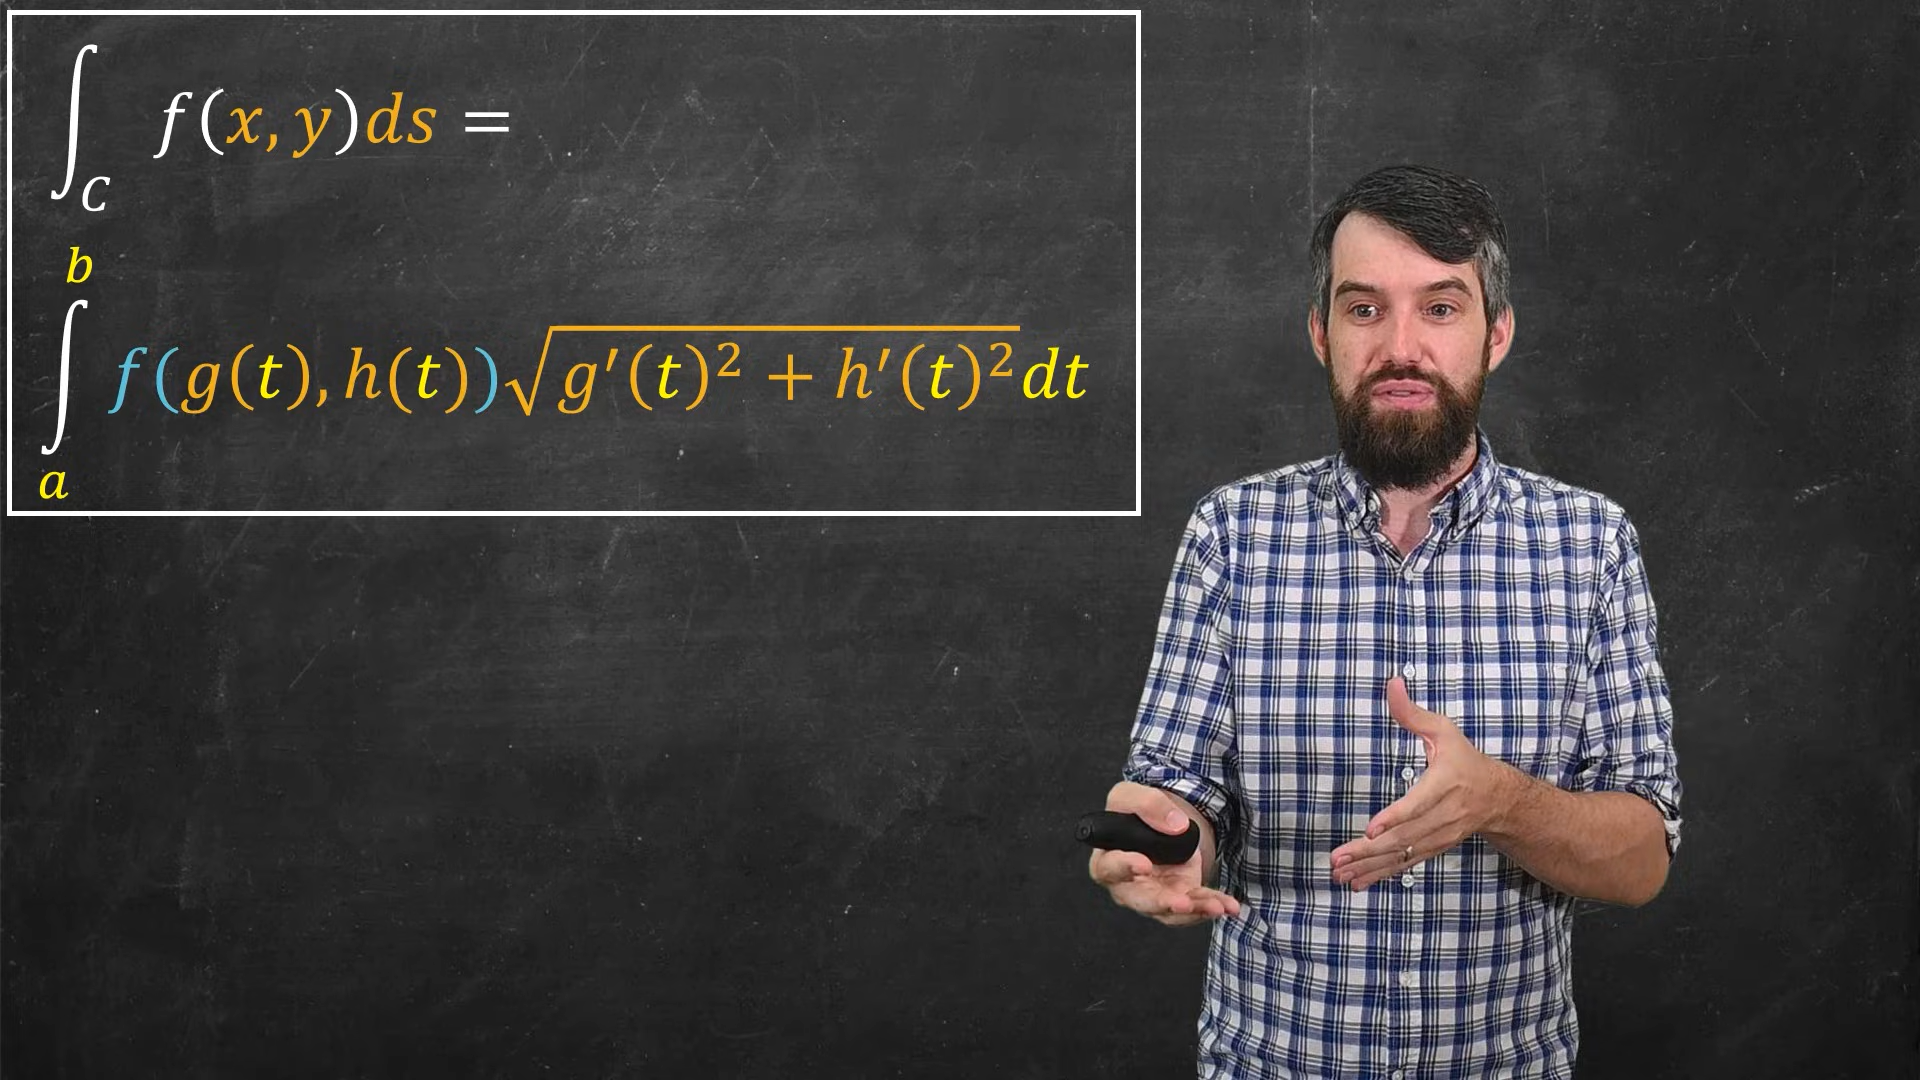 ∫_C f(x, y)ds =
∫_a^b f(g(t), h(t))√(g′(t)² + h′(t)²)dt